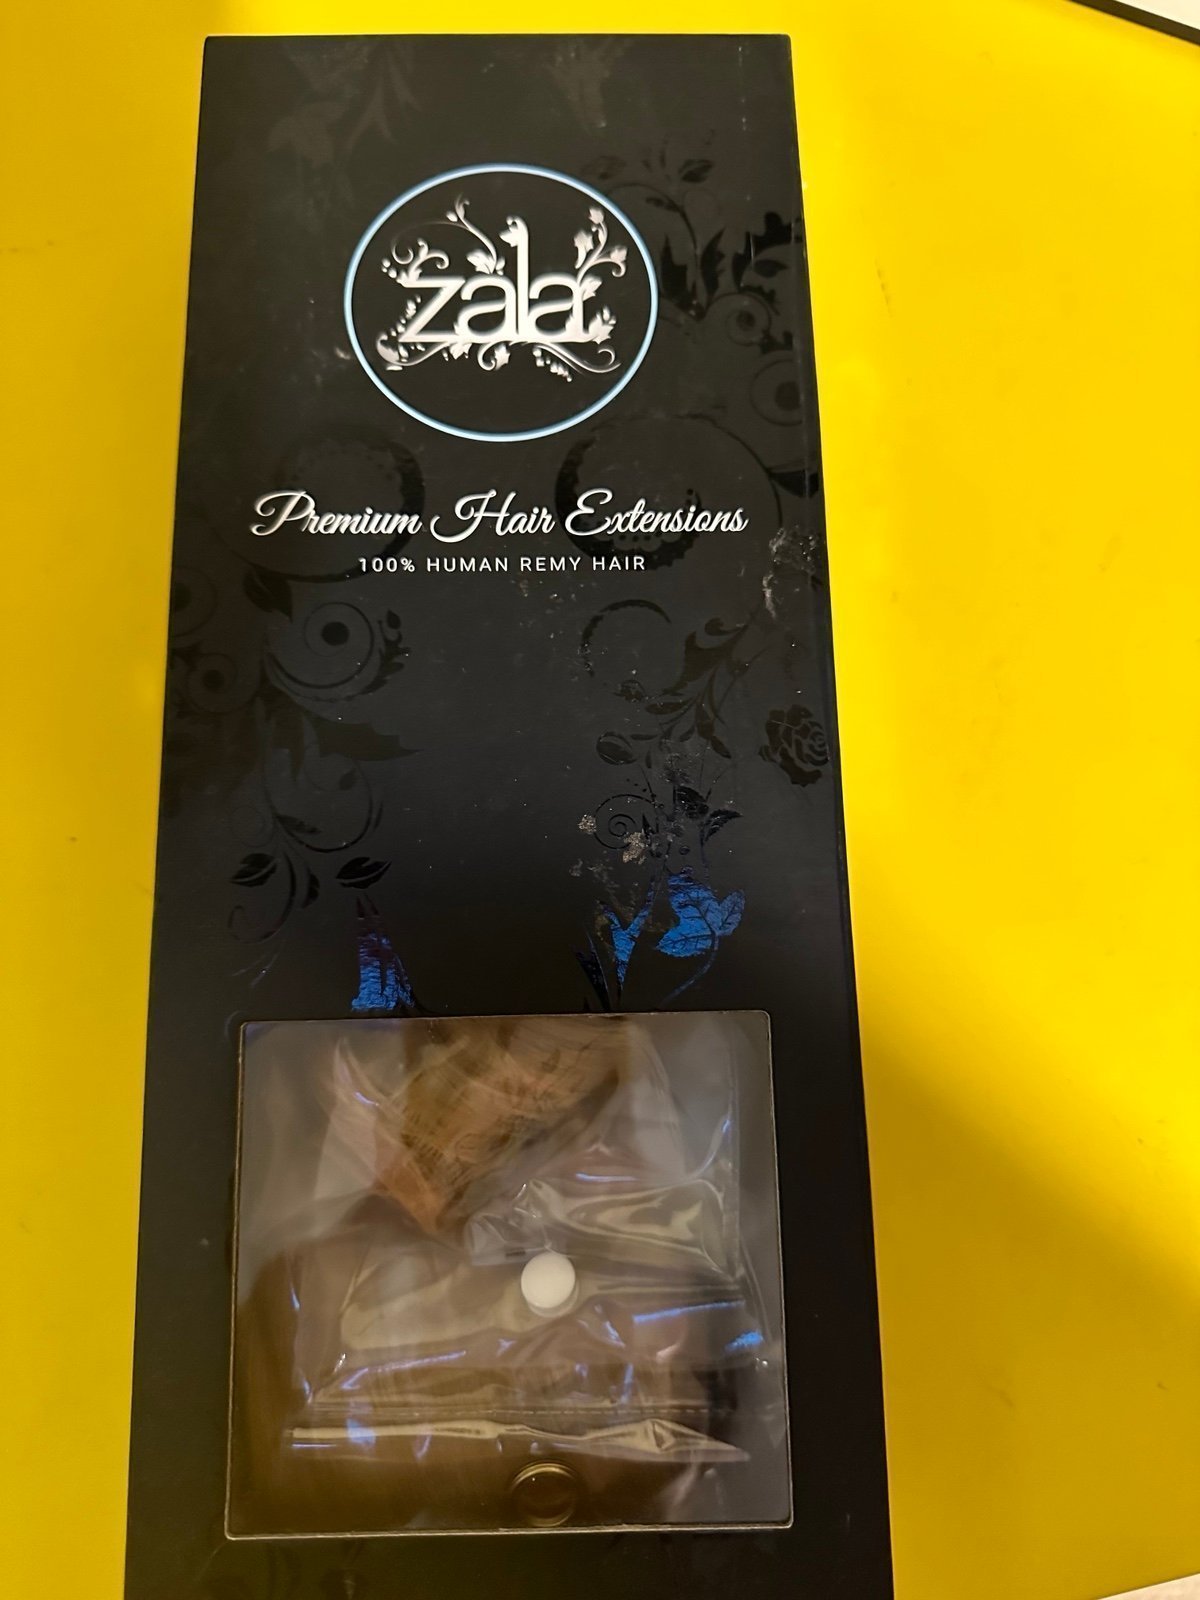 zala
Premium Hair Extensions
100% HUMAN REMY HAIR